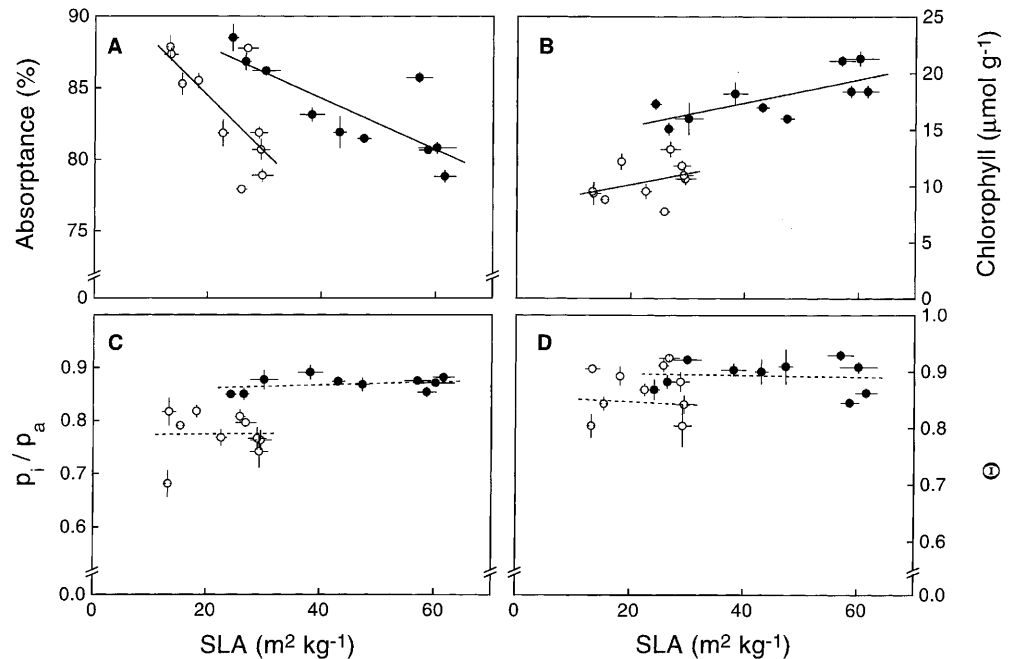 A
B
C
D
Absorptance (%)
90
85
80
75
0
Chlorophyll (μmol g-1)
25
20
15
10
5
0
pi / pa
0.9
0.8
0.7
0.6
0.0
Θ
1.0
0.9
0.8
0.7
0.6
0.0
0 20 40 60
0 20 40 60
SLA (m2 kg-1)
SLA (m2 kg-1)